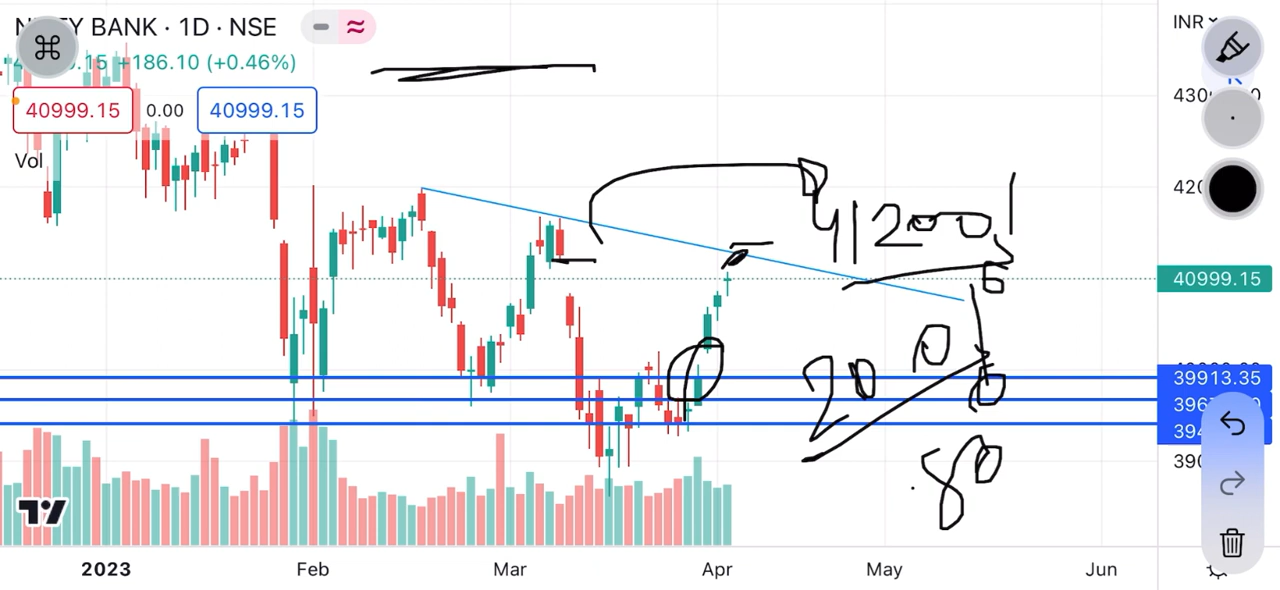 NIFTY BANK · 1D · NSE
INR
+186.10 (+0.46%)
40999.15 0.00 40999.15
Vol
41200
40999.15
2000
39913.35
80
2023 Feb Mar Apr May Jun